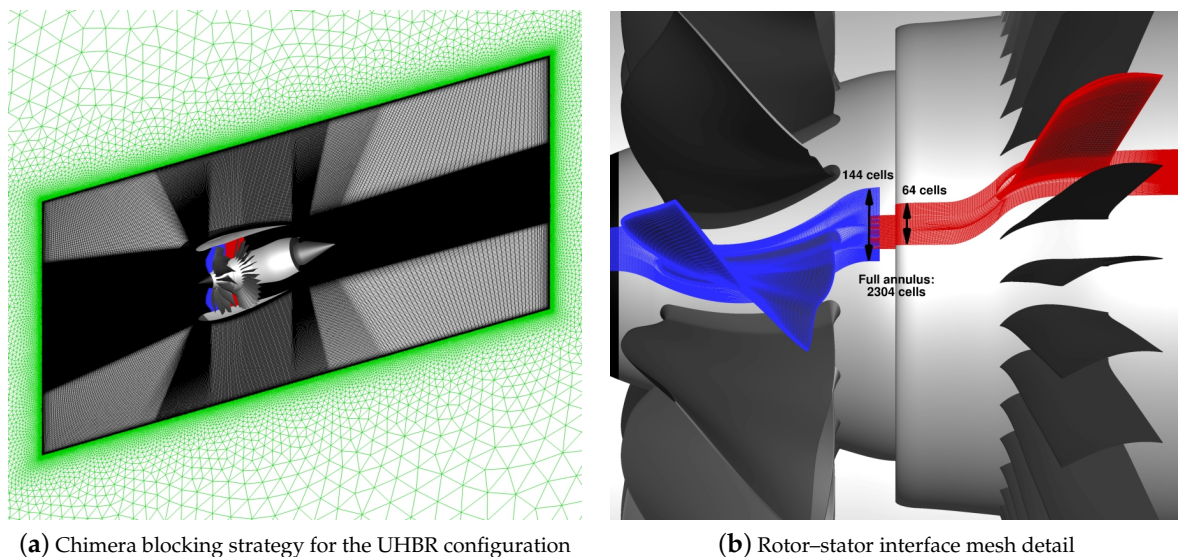 144 cells
64 cells
Full annulus:
2304 cells
(a) Chimera blocking strategy for the UHBR configuration
(b) Rotor–stator interface mesh detail